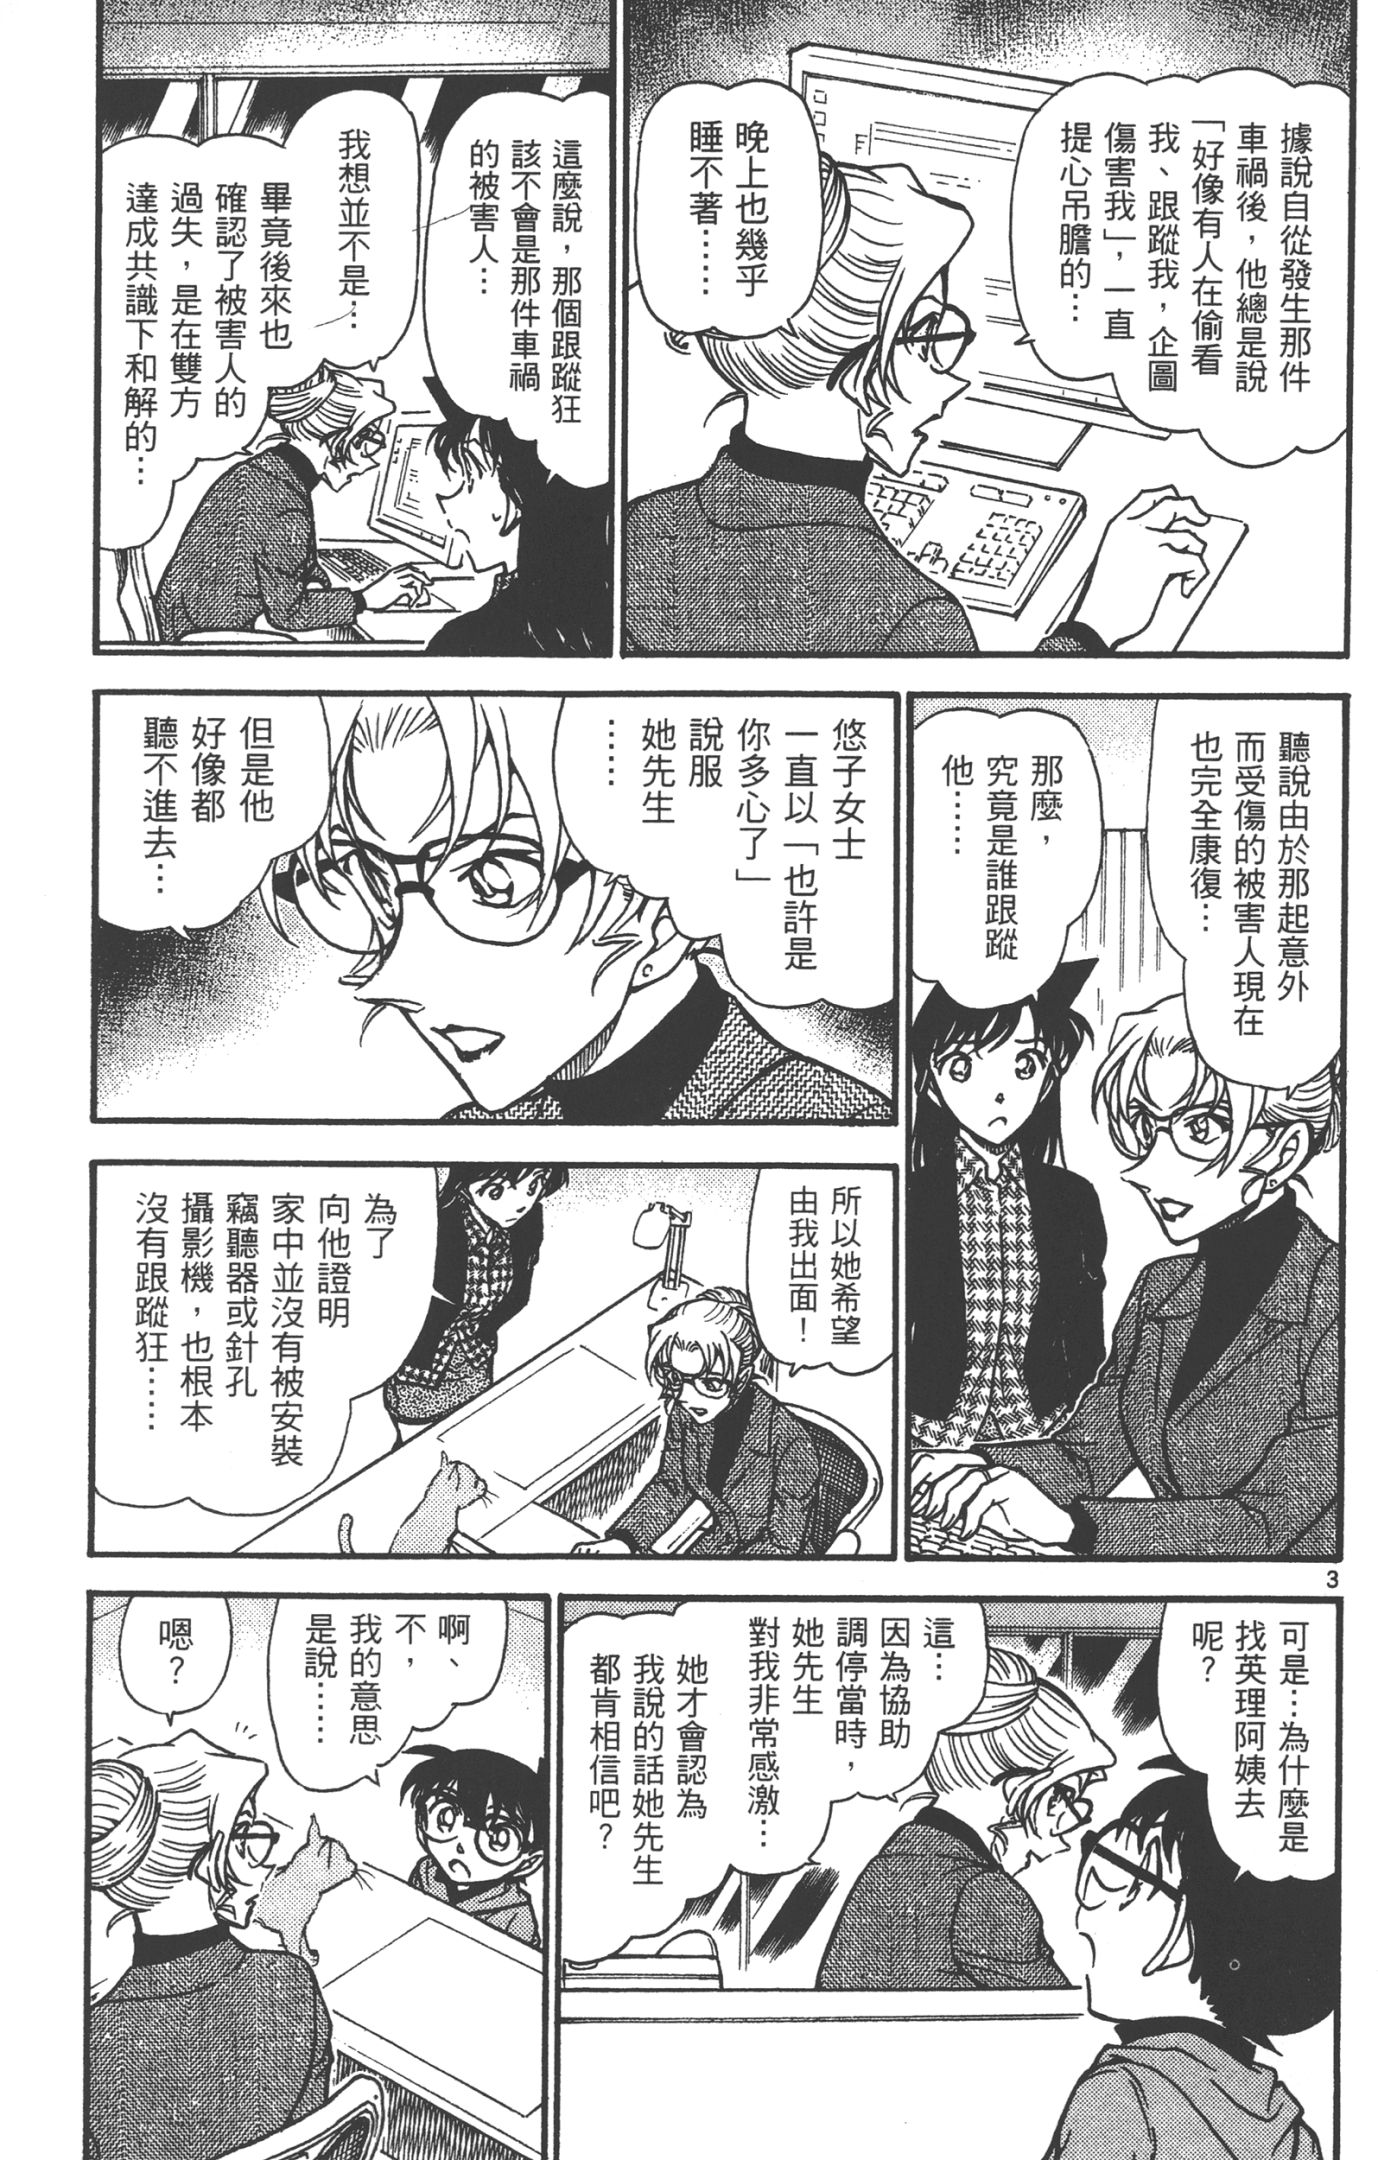 據說自從發生那件
車禍後，他總是說
「好像有人在偷看
我、跟蹤我，企圖
傷害我」，一直
提心吊膽的…
晚上也幾乎
睡不著……
這麼說，那個跟蹤狂
該不會是那件車禍
的被害人…
我想並不是…
畢竟後來也
確認了被害人的
過失，是在雙方
達成共識下和解的…
聽說由於那起意外
而受傷的被害人現在
也完全康復…
那麼，
究竟是誰跟蹤
他……
悠子女士
一直以「也許是
你多心了」
說服
她先生
……
但是他
好像都
聽不進去…
所以她希望
由我出面！
為了
向他證明
家中並沒有被安裝
竊聽器或針孔
攝影機，也根本
沒有跟蹤狂……
3
可是…為什麼是
找英理阿姨去
呢？
這…
因為協助
調停當時，
她先生
對我非常感激…
她才會認為
我說的話她先生
都肯相信吧？
啊、
不，
我的意思
是說……
嗯？